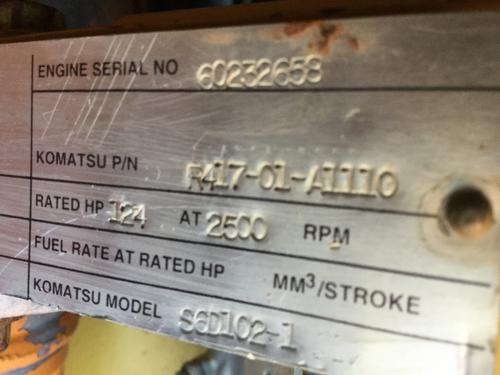 ENGINE SERIAL NO 60232658
KOMATSU P/N R417-01-A1110
RATED HP 124 AT 2500 RPM
FUEL RATE AT RATED HP MM³/STROKE
KOMATSU MODEL S6D102-1